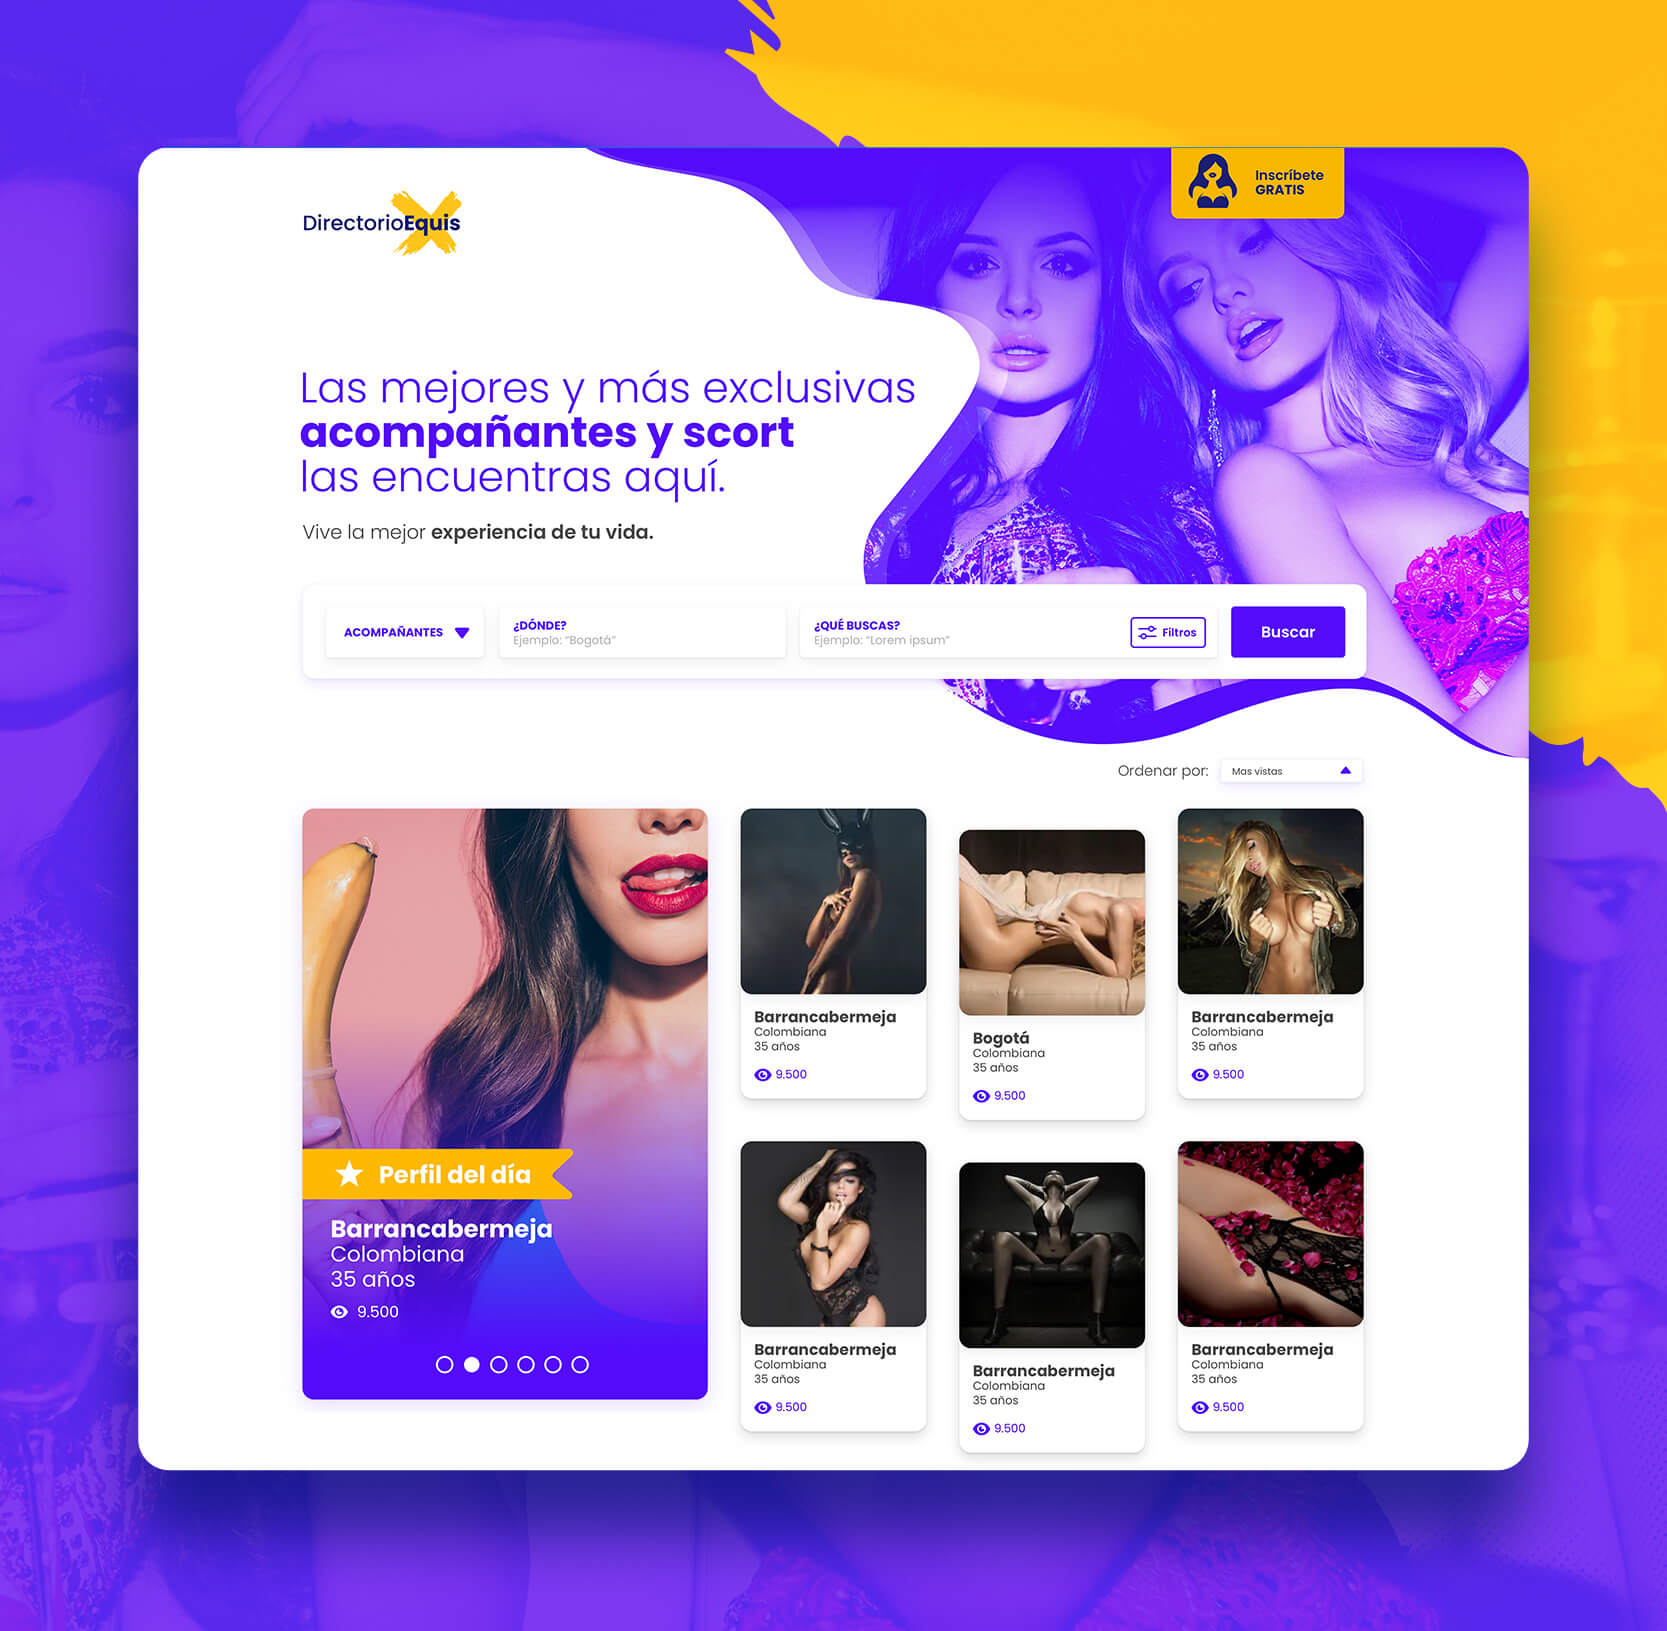 Inscríbete
GRATIS
DirectorioEquis
Las mejores y más exclusivas
acompañantes y scort
las encuentras aquí.
Vive la mejor experiencia de tu vida.
ACOMPAÑANTES
¿DÓNDE?
Ejemplo: “Bogotá”
¿QUÉ BUSCAS?
Ejemplo: “Lorem ipsum”
Filtros
Buscar
Ordenar por:
Mas vistas
Perfil del día
Barrancabermeja
Colombiana
35 años
9.500
Barrancabermeja
Colombiana
35 años
9.500
Bogotá
Colombiana
35 años
9.500
Barrancabermeja
Colombiana
35 años
9.500
Barrancabermeja
Colombiana
35 años
9.500
Barrancabermeja
Colombiana
35 años
9.500
Barrancabermeja
Colombiana
35 años
9.500